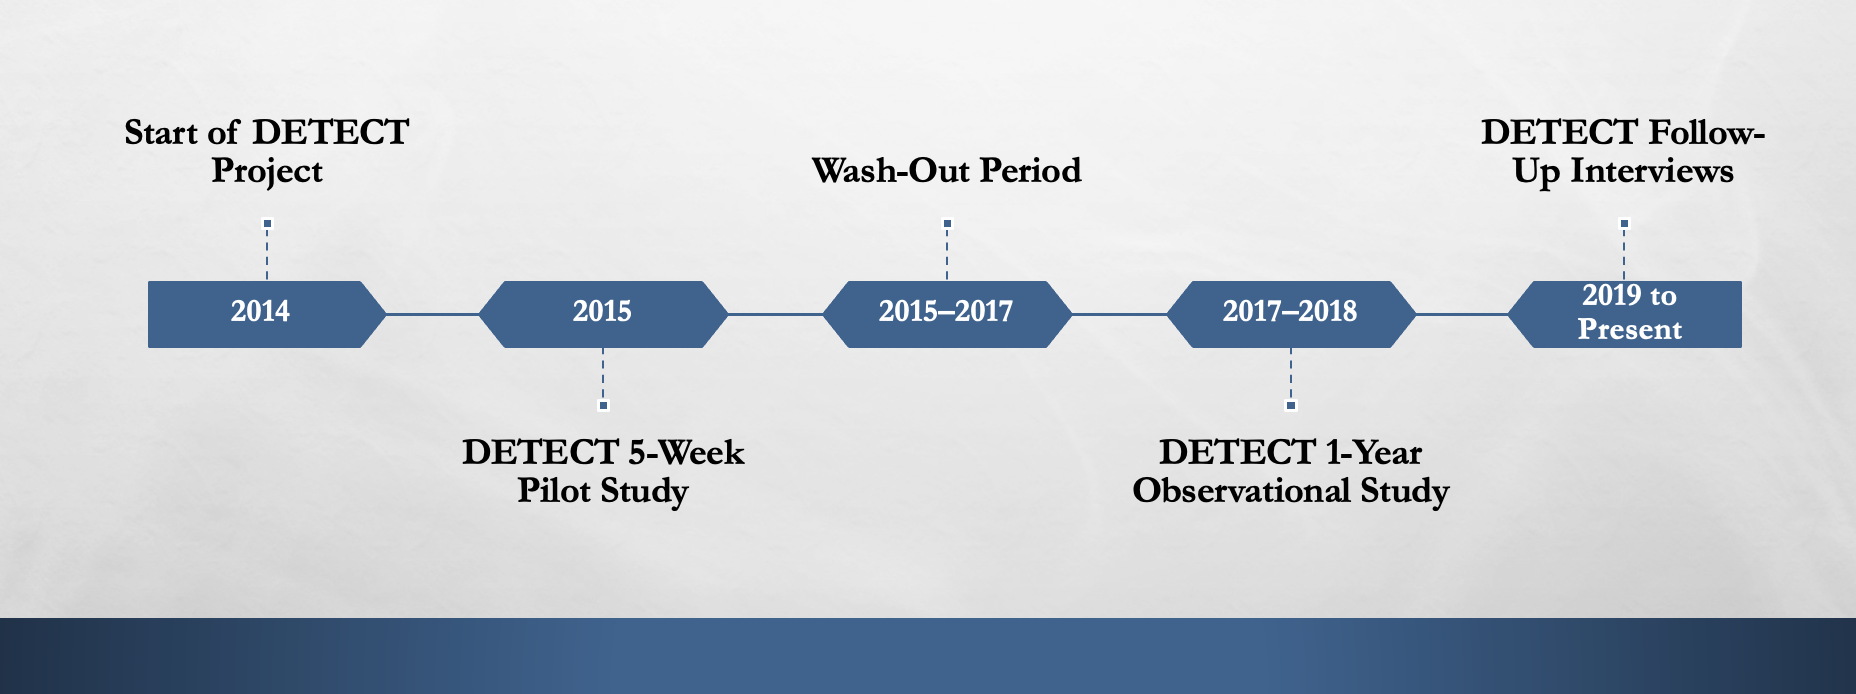 Start of DETECT
Project
2014
2015
DETECT 5-Week
Pilot Study
Wash-Out Period
2015–2017
2017–2018
DETECT 1-Year
Observational Study
DETECT Follow-
Up Interviews
2019 to
Present